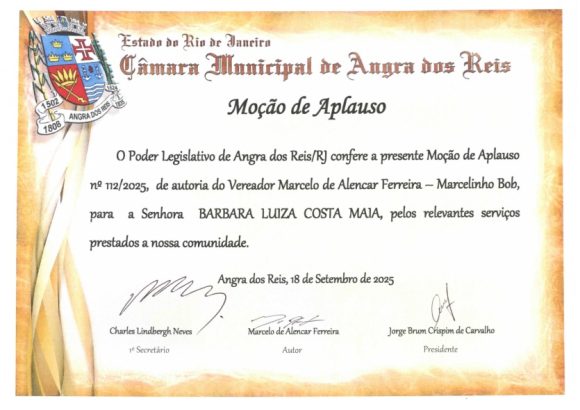 Estado do Rio de Janeiro
Câmara Municipal de Angra dos Reis
Moção de Aplauso
O Poder Legislativo de Angra dos Reis/RJ confere a presente Moção de Aplauso
nº 112/2025, de autoria do Vereador Marcelo de Alencar Ferreira – Marcelinho Bob,
para a Senhora BARBARA LUIZA COSTA MAIA, pelos relevantes serviços
prestados a nossa comunidade.
Angra dos Reis, 18 de Setembro de 2025
Charles Lindbergh Neves
Marcelo de Alencar Ferreira
Jorge Brum Crispim de Carvalho
1º Secretário
Autor
Presidente
1502
1808
ANGRA DOS REIS